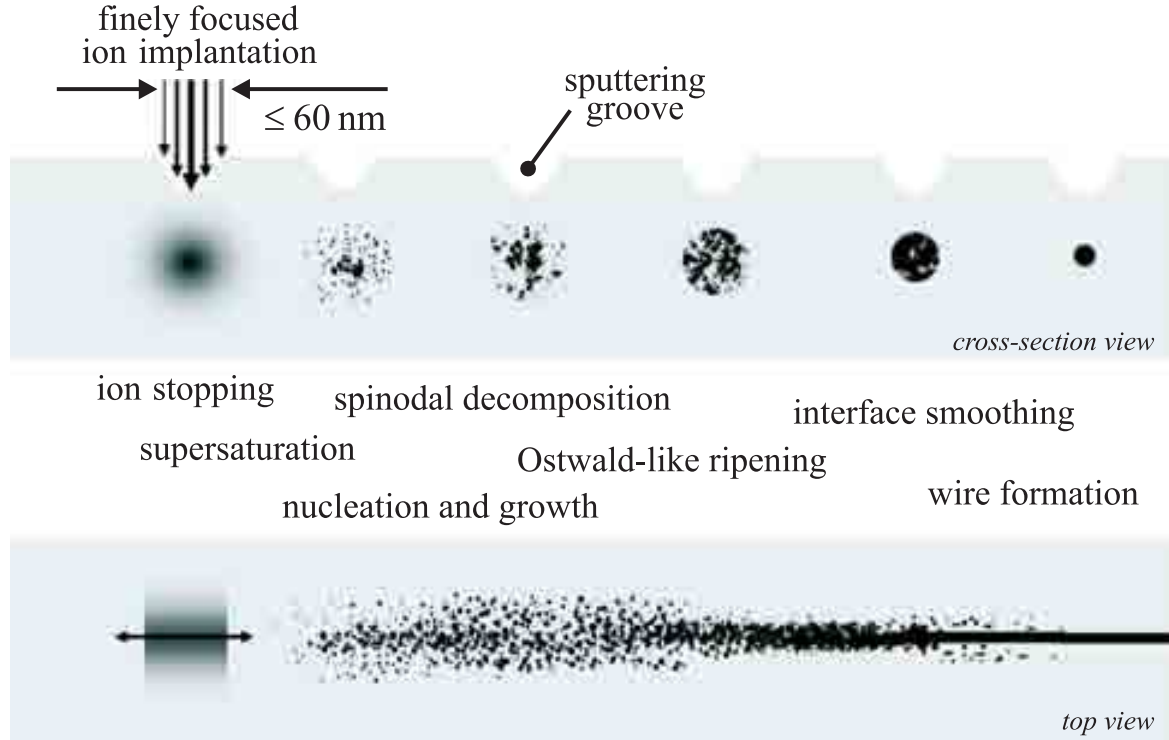 finely focused
ion implantation
≤ 60 nm
sputtering
groove
cross-section view
ion stopping
spinodal decomposition
interface smoothing
supersaturation
Ostwald-like ripening
wire formation
nucleation and growth
top view